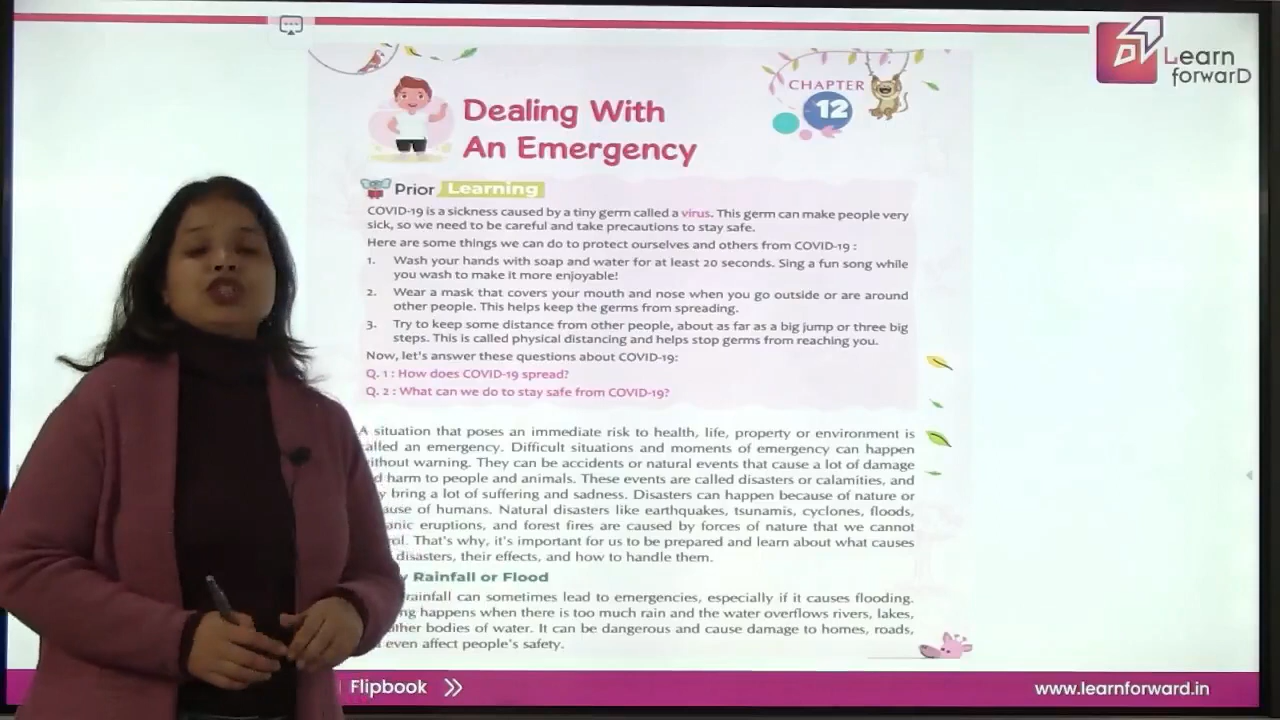 Learn
forwarD
CHAPTER
12
Dealing With
An Emergency
Prior Learning
COVID-19 is a sickness caused by a tiny germ called a virus. This germ can make people very
sick, so we need to be careful and take precautions to stay safe.
Here are some things we can do to protect ourselves and others from COVID-19 :
1. Wash your hands with soap and water for at least 20 seconds. Sing a fun song while
you wash to make it more enjoyable!
2. Wear a mask that covers your mouth and nose when you go outside or are around
other people. This helps keep the germs from spreading.
3. Try to keep some distance from other people, about as far as a big jump or three big
steps. This is called physical distancing and helps stop germs from reaching you.
Now, let's answer these questions about COVID-19:
Q. 1 : How does COVID-19 spread?
Q. 2 : What can we do to stay safe from COVID-19?
A situation that poses an immediate risk to health, life, property or environment is
called an emergency. Difficult situations and moments of emergency can happen
without warning. They can be accidents or natural events that cause a lot of damage
harm to people and animals. These events are called disasters or calamities, and
bring a lot of suffering and sadness. Disasters can happen because of nature or
of humans. Natural disasters like earthquakes, tsunamis, cyclones, floods,
eruptions, and forest fires are caused by forces of nature that we cannot
That's why, it's important for us to be prepared and learn about what causes
disasters, their effects, and how to handle them.
Rainfall or Flood
rainfall can sometimes lead to emergencies, especially if it causes flooding.
happens when there is too much rain and the water overflows rivers, lakes,
other bodies of water. It can be dangerous and cause damage to homes, roads,
even affect people's safety.
Flipbook
www.learnforward.in